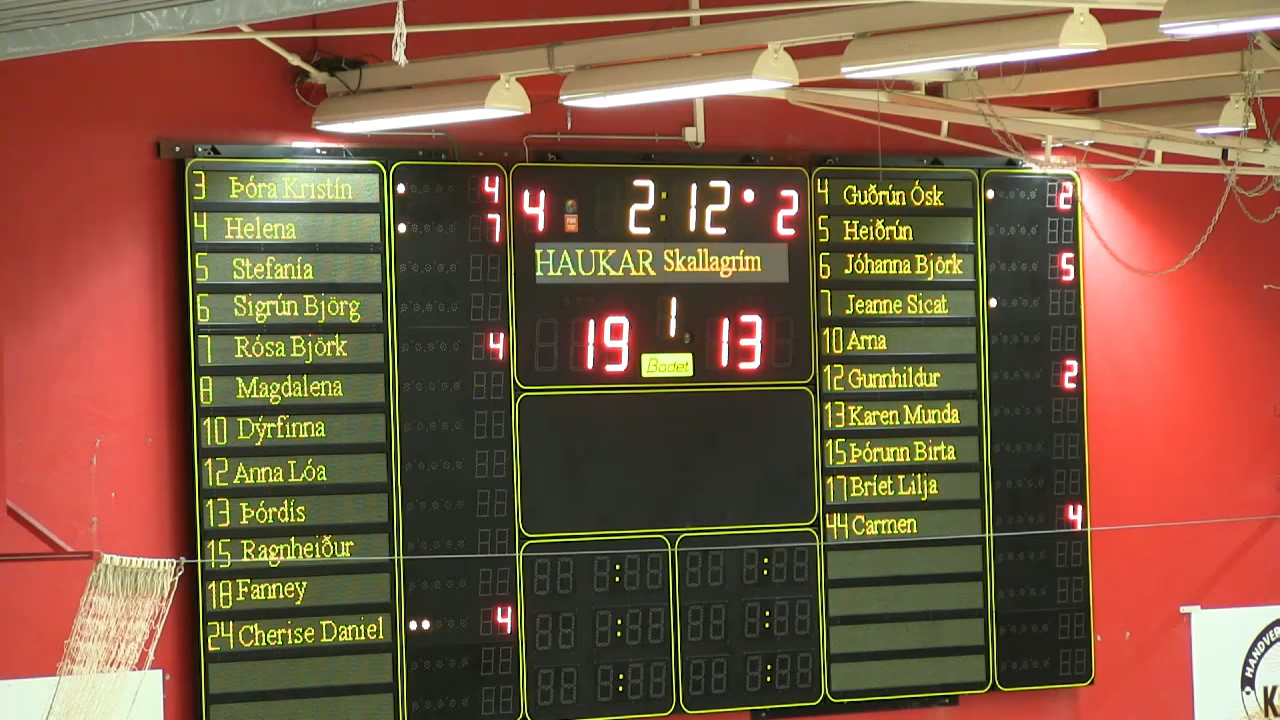 3 Þóra Kristín 4
4 Helena 7
5 Stefanía
6 Sigrún Björg
7 Rósa Björk 4
8 Magdalena
10 Dýrfinna
12 Anna Lóa
13 Þórdís
15 Ragnheiður
18 Fanney
24 Cherise Daniel 4
4 2:12 2
HAUKAR Skallagrím
1
19 13
Bodet
4 Guðrún Ósk 2
5 Heiðrún
6 Jóhanna Björk 5
7 Jeanne Sicat
10 Arna
12 Gunnhildur 2
13 Karen Munda
15 Þórunn Birta
17 Bríet Lilja
44 Carmen 4
HANDVER
K